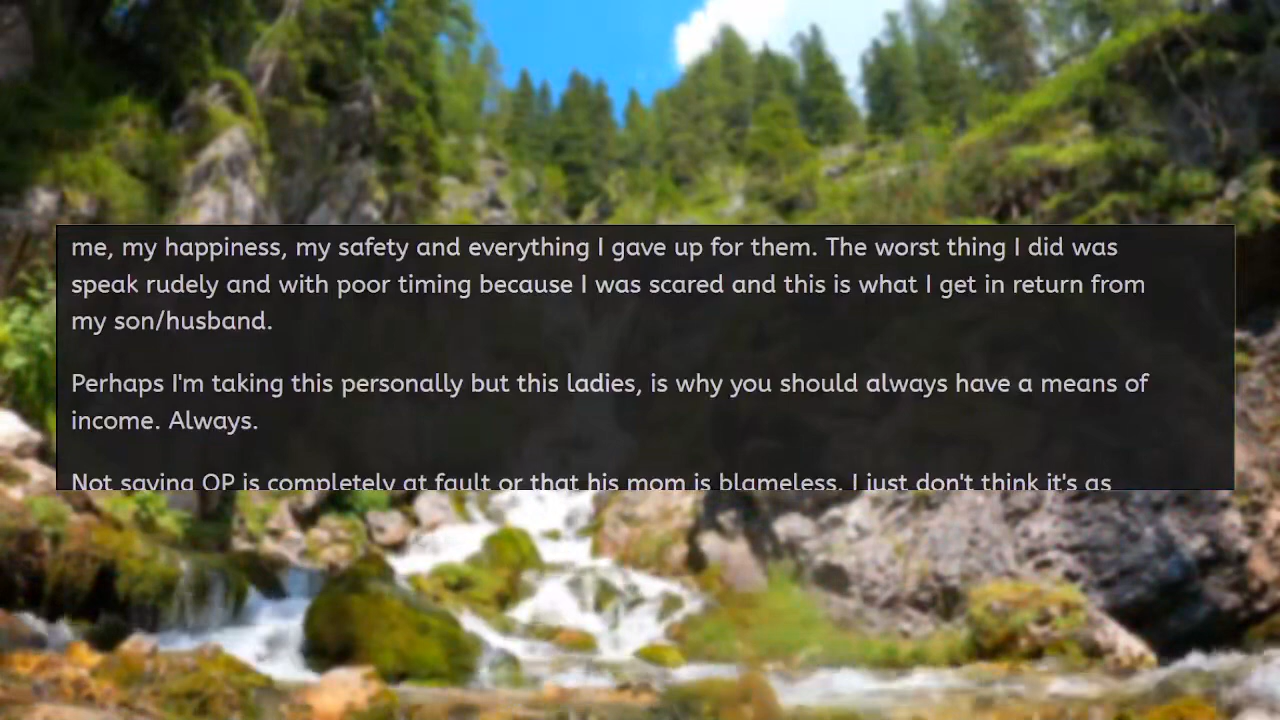 me, my happiness, my safety and everything I gave up for them. The worst thing I did was
speak rudely and with poor timing because I was scared and this is what I get in return from
my son/husband.
Perhaps I'm taking this personally but this ladies, is why you should always have a means of
income. Always.
Not saying OP is completely at fault or that his mom is blameless. I just don't think it's as